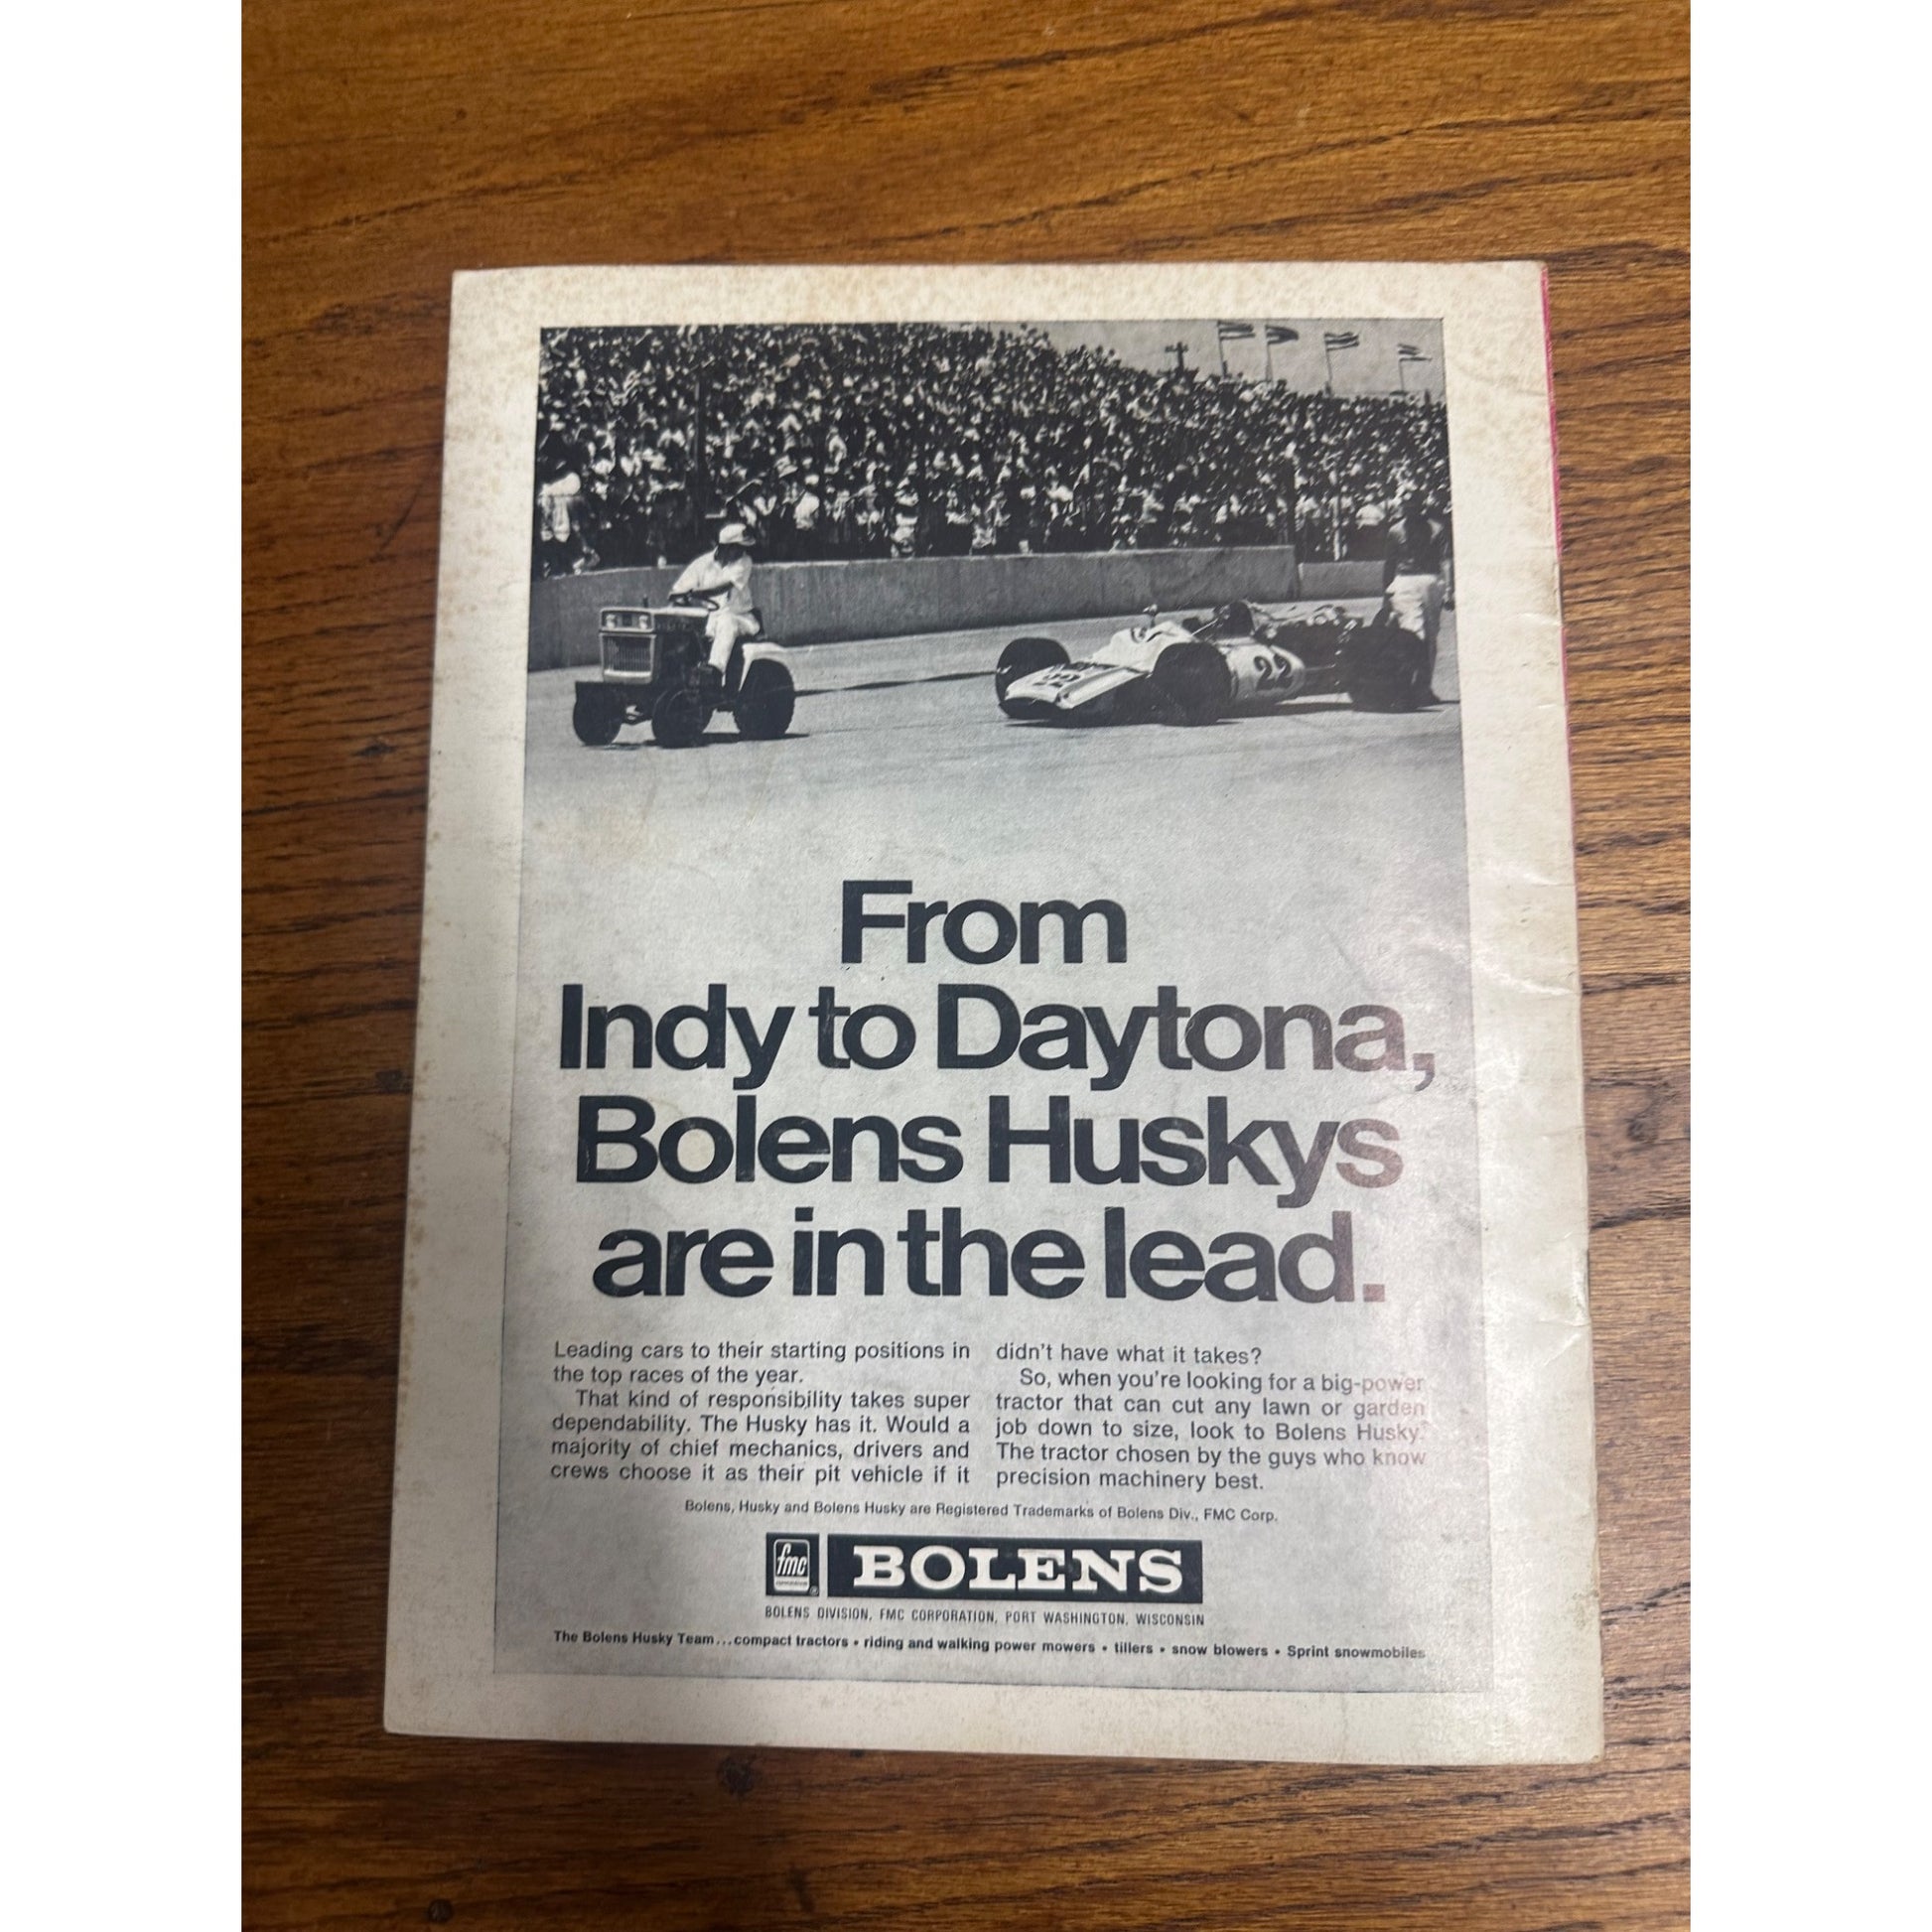 22
22
From
Indy to Daytona,
Bolens Huskys
are in the lead.
Leading cars to their starting positions in
the top races of the year.
That kind of responsibility takes super
dependability. The Husky has it. Would a
majority of chief mechanics, drivers and
crews choose it as their pit vehicle if it
didn't have what it takes?
So, when you're looking for a big-power
tractor that can cut any lawn or garden
job down to size, look to Bolens Husky.
The tractor chosen by the guys who know
precision machinery best.
Bolens, Husky and Bolens Husky are Registered Trademarks of Bolens Div., FMC Corp.
fmc
BOLENS
BOLENS DIVISION, FMC CORPORATION, PORT WASHINGTON, WISCONSIN
The Bolens Husky Team...compact tractors • riding and walking power mowers • tillers • snow blowers • Sprint snowmobiles